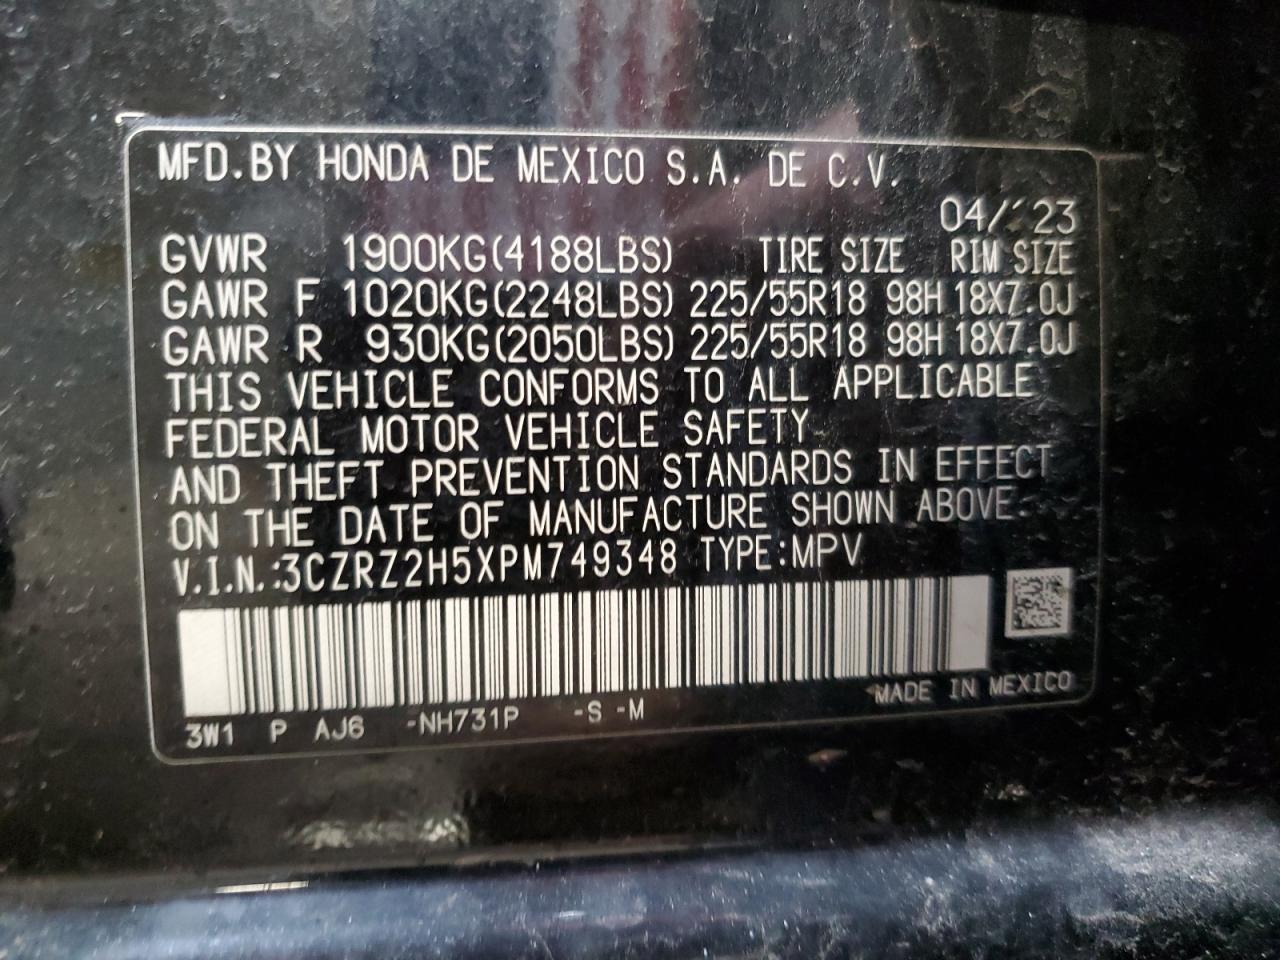 MFD.BY HONDA DE MEXICO S.A. DE C.V.
04/23
GVWR 1900KG(4188LBS) TIRE SIZE RIM SIZE
GAWR F 1020KG(2248LBS) 225/55R18 98H 18X7.0J
GAWR R 930KG(2050LBS) 225/55R18 98H 18X7.0J
THIS VEHICLE CONFORMS TO ALL APPLICABLE
FEDERAL MOTOR VEHICLE SAFETY
AND THEFT PREVENTION STANDARDS IN EFFECT
ON THE DATE OF MANUFACTURE SHOWN ABOVE.
V.I.N.:3CZRZ2H5XPM749348 TYPE:MPV
MADE IN MEXICO
3W1 P AJ6 -NH731P -S -M